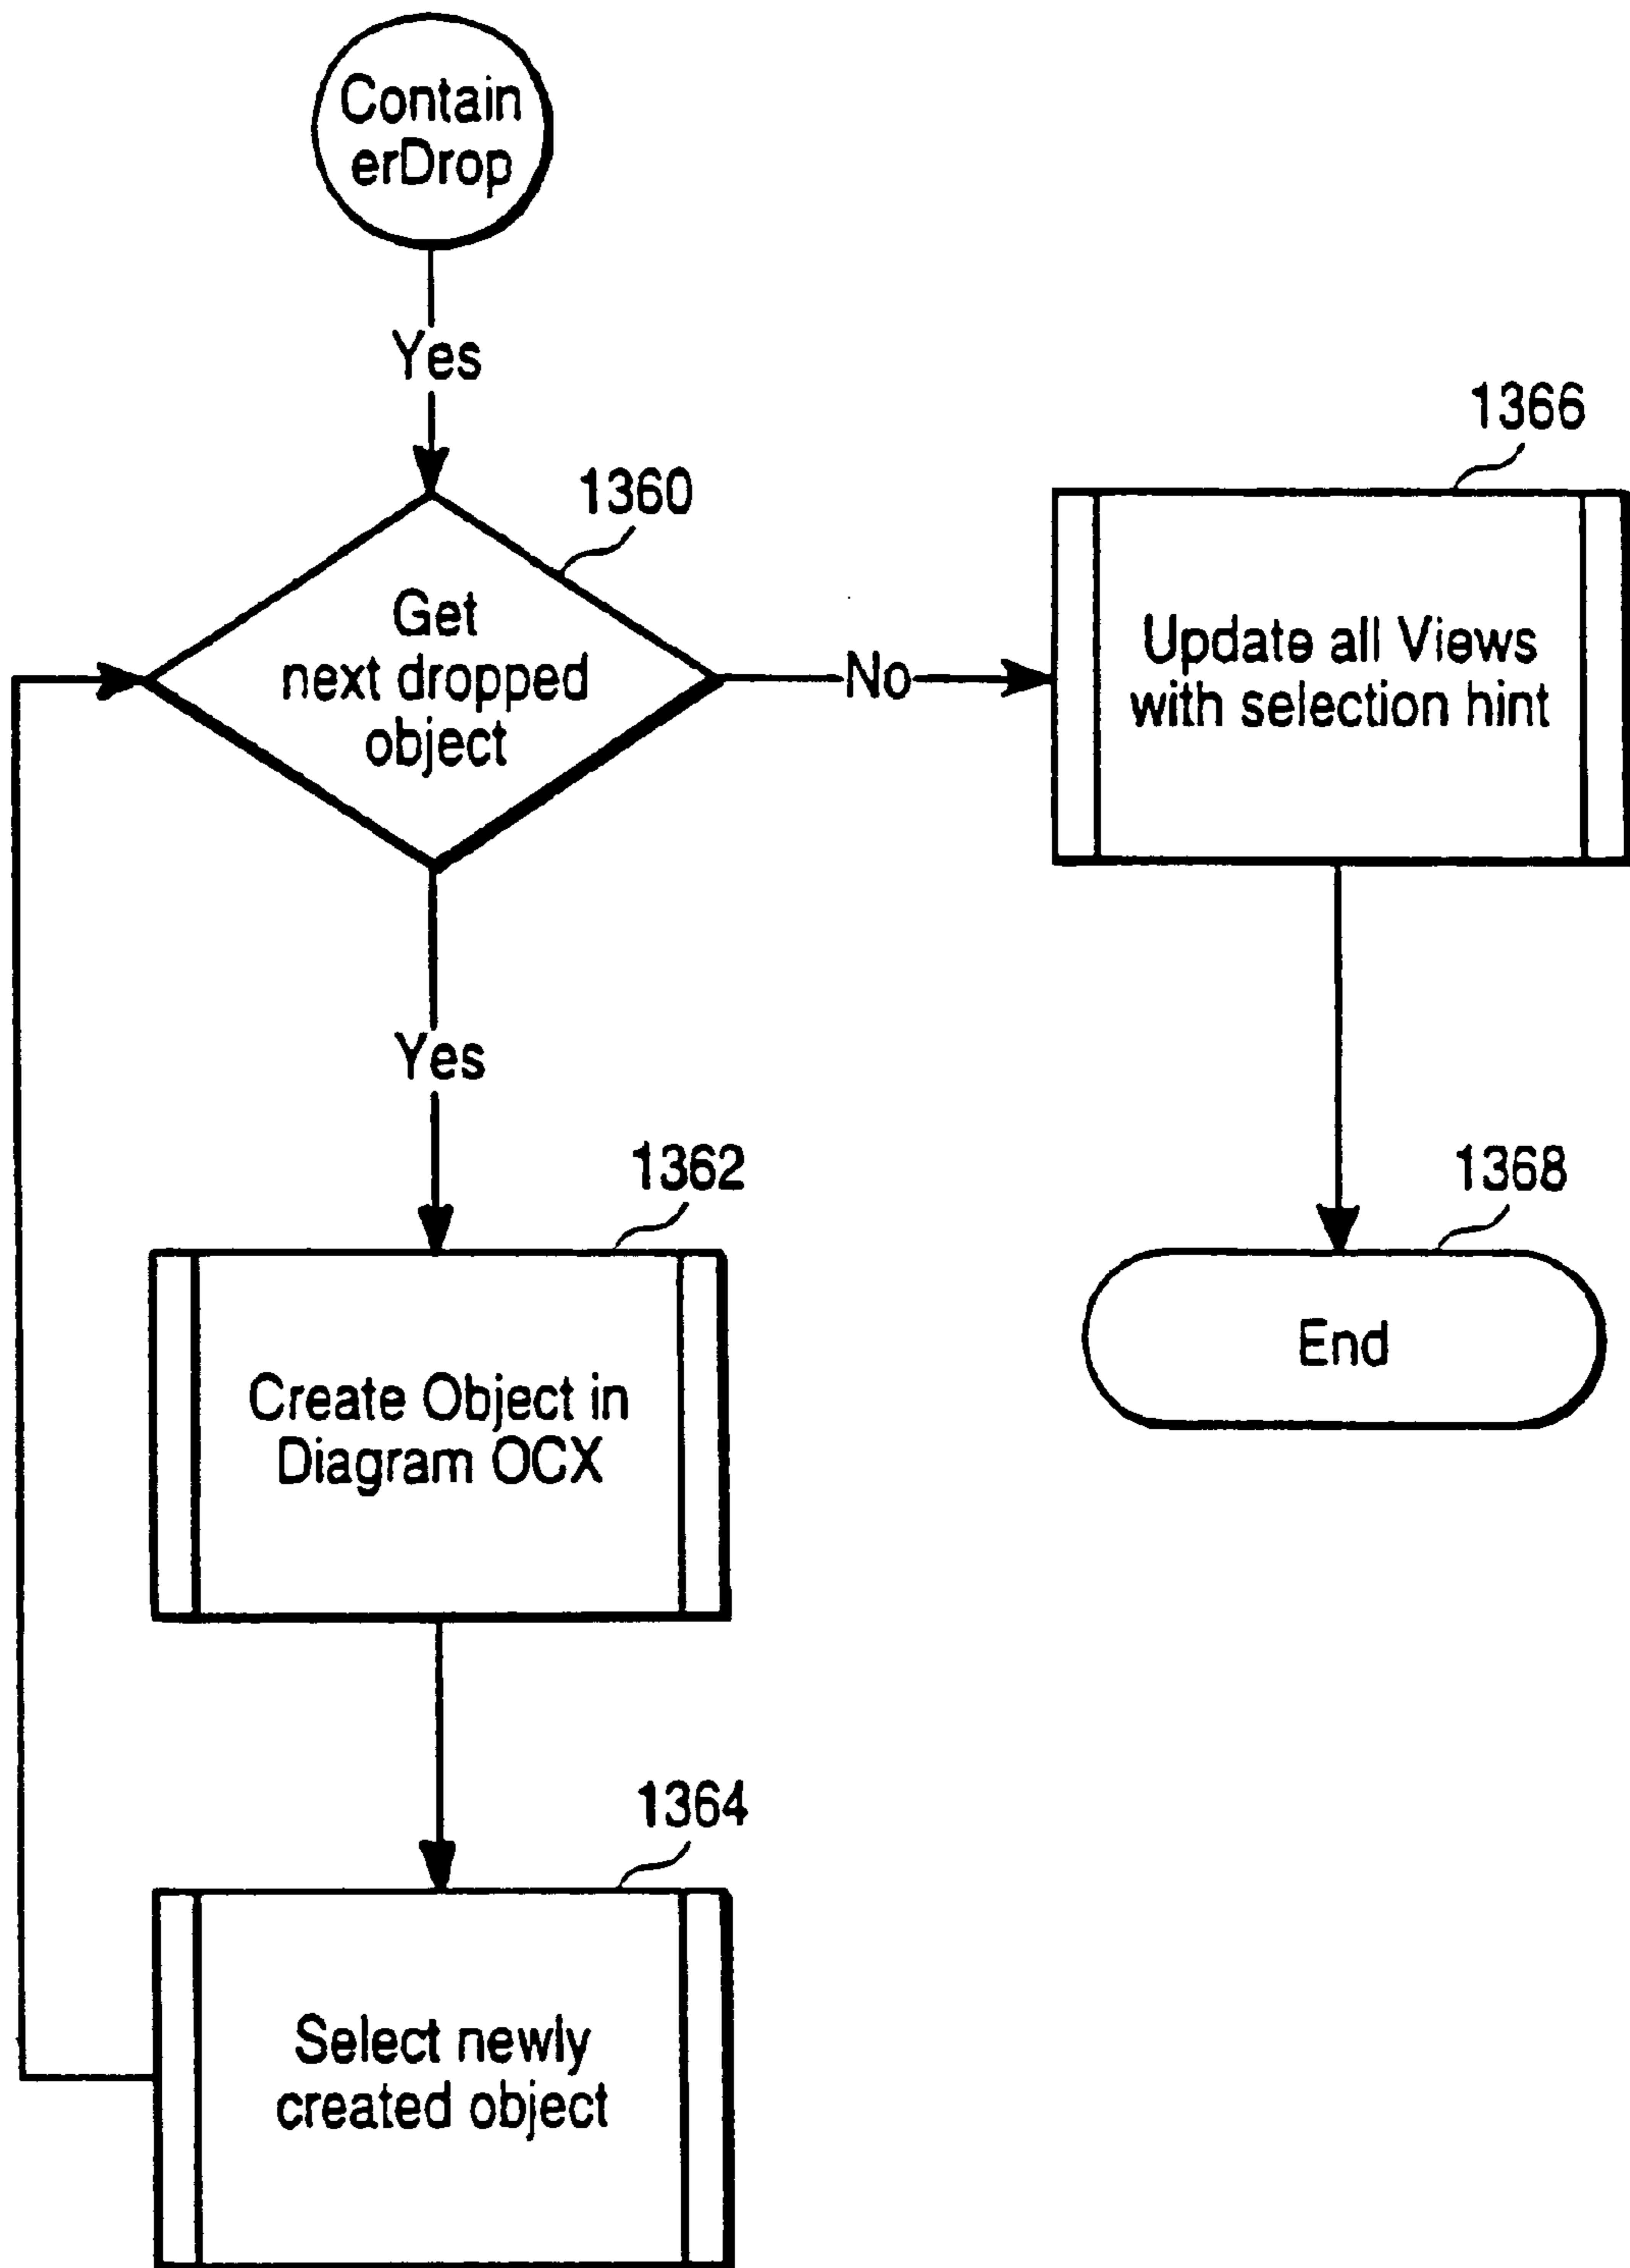 Contain
erDrop
Yes
1360
Get
next dropped
object
No
1366
Update all Views
with selection hint
Yes
1362
Create Object in
Diagram OCX
1368
End
1364
Select newly
created object